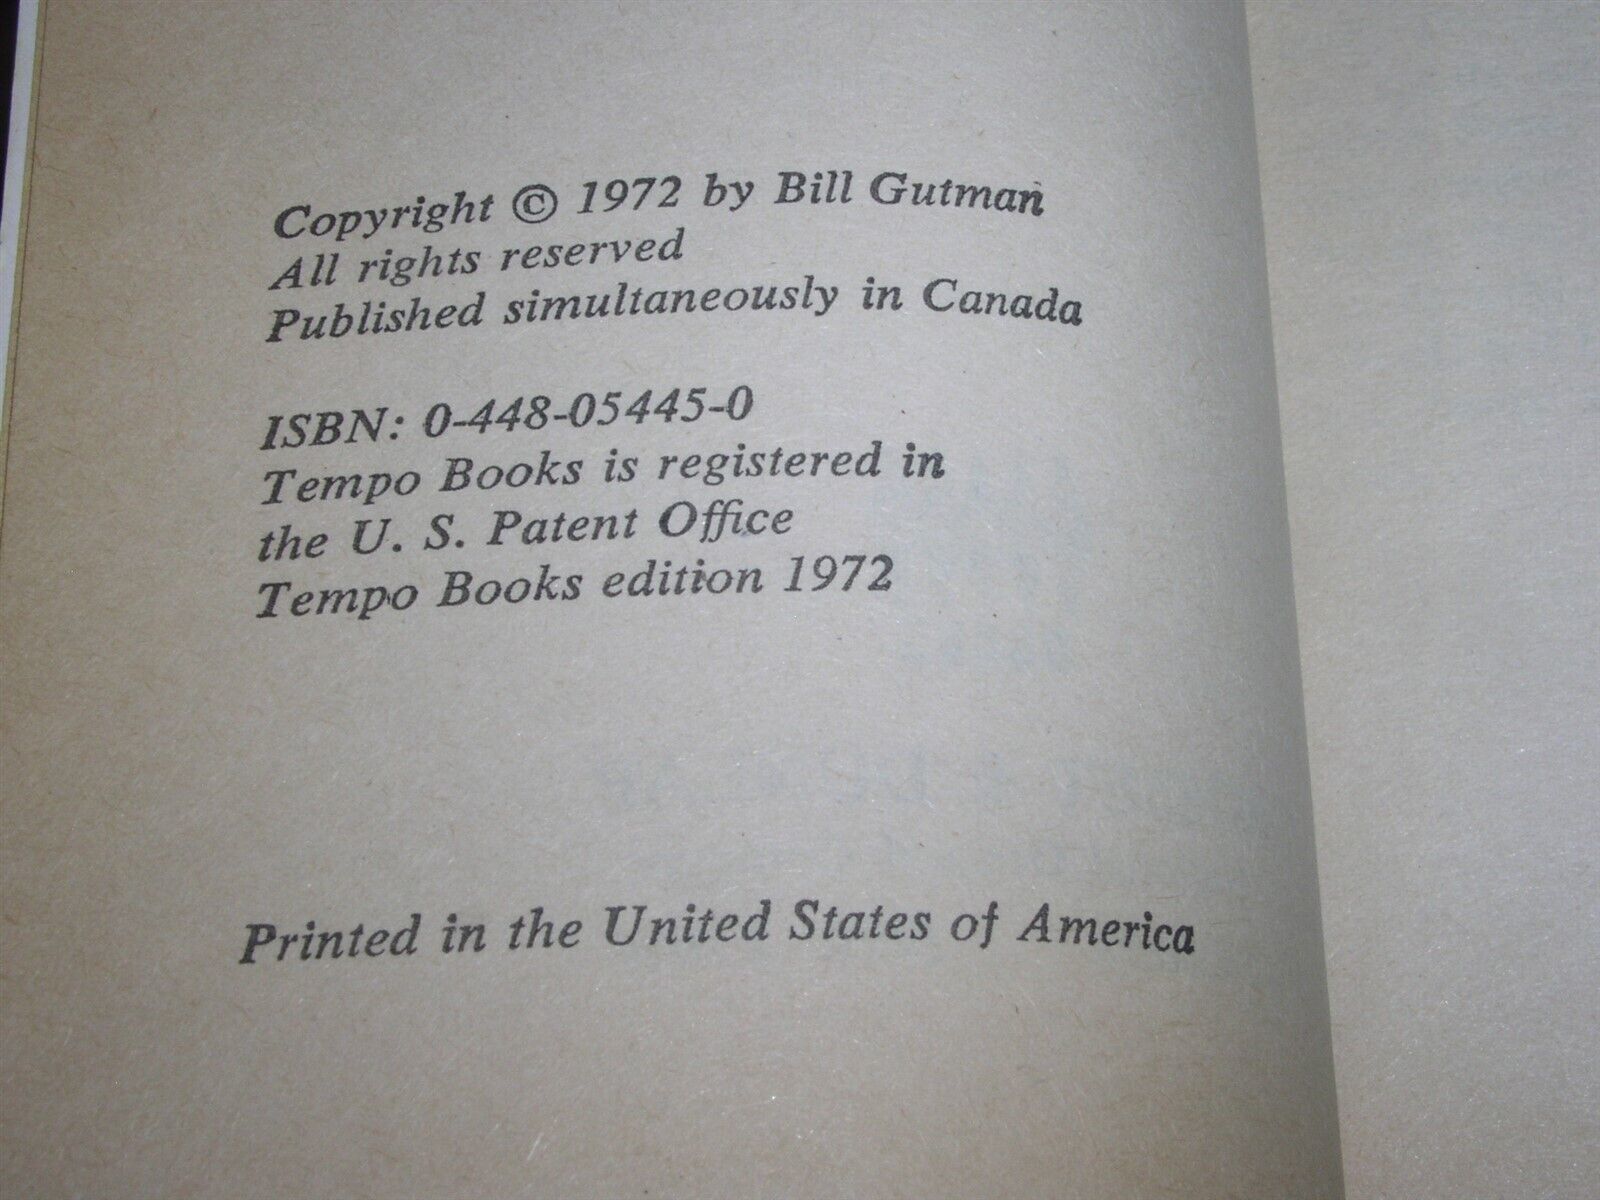 Copyright © 1972 by Bill Gutman
All rights reserved
Published simultaneously in Canada
ISBN: 0-448-05445-0
Tempo Books is registered in
the U. S. Patent Office
Tempo Books edition 1972
Printed in the United States of America